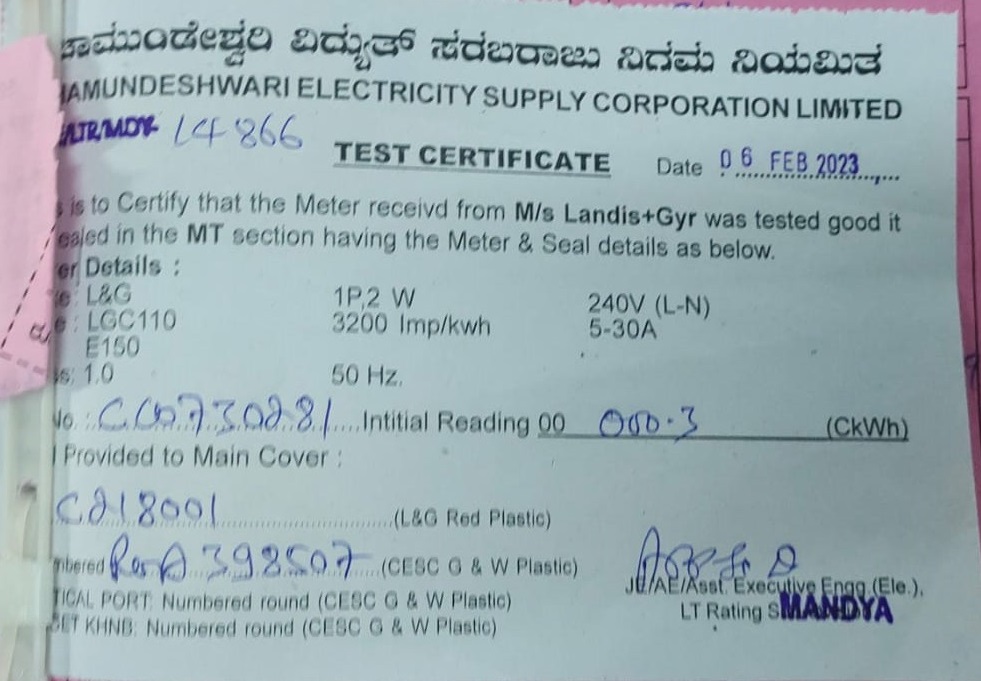 ಚಾಮುಂಡೇಶ್ವರಿ ವಿದ್ಯುತ್ ಸರಬರಾಜು ನಿಗಮ ನಿಯಮಿತ
AMUNDESHWARI ELECTRICITY SUPPLY CORPORATION LIMITED
14866
TEST CERTIFICATE Date 06 FEB 2023
s is to Certify that the Meter receivd from M/s Landis+Gyr was tested good it
ealed in the MT section having the Meter & Seal details as below.
er Details :
e: L&G 1P,2 W 240V (L-N)
e : LGC110 3200 Imp/kwh 5-30A
E150
s: 1.0 50 Hz.
No. : Intitial Reading 00 000.3 (CkWh)
l Provided to Main Cover :
(L&G Red Plastic)
mbered 398507 (CESC G & W Plastic)
JE/AE/Asst. Executive Engg.(Ele.),
TICAL PORT: Numbered round (CESC G & W Plastic)
LT Rating S MANDYA
SET KHNB: Numbered round (CESC G & W Plastic)